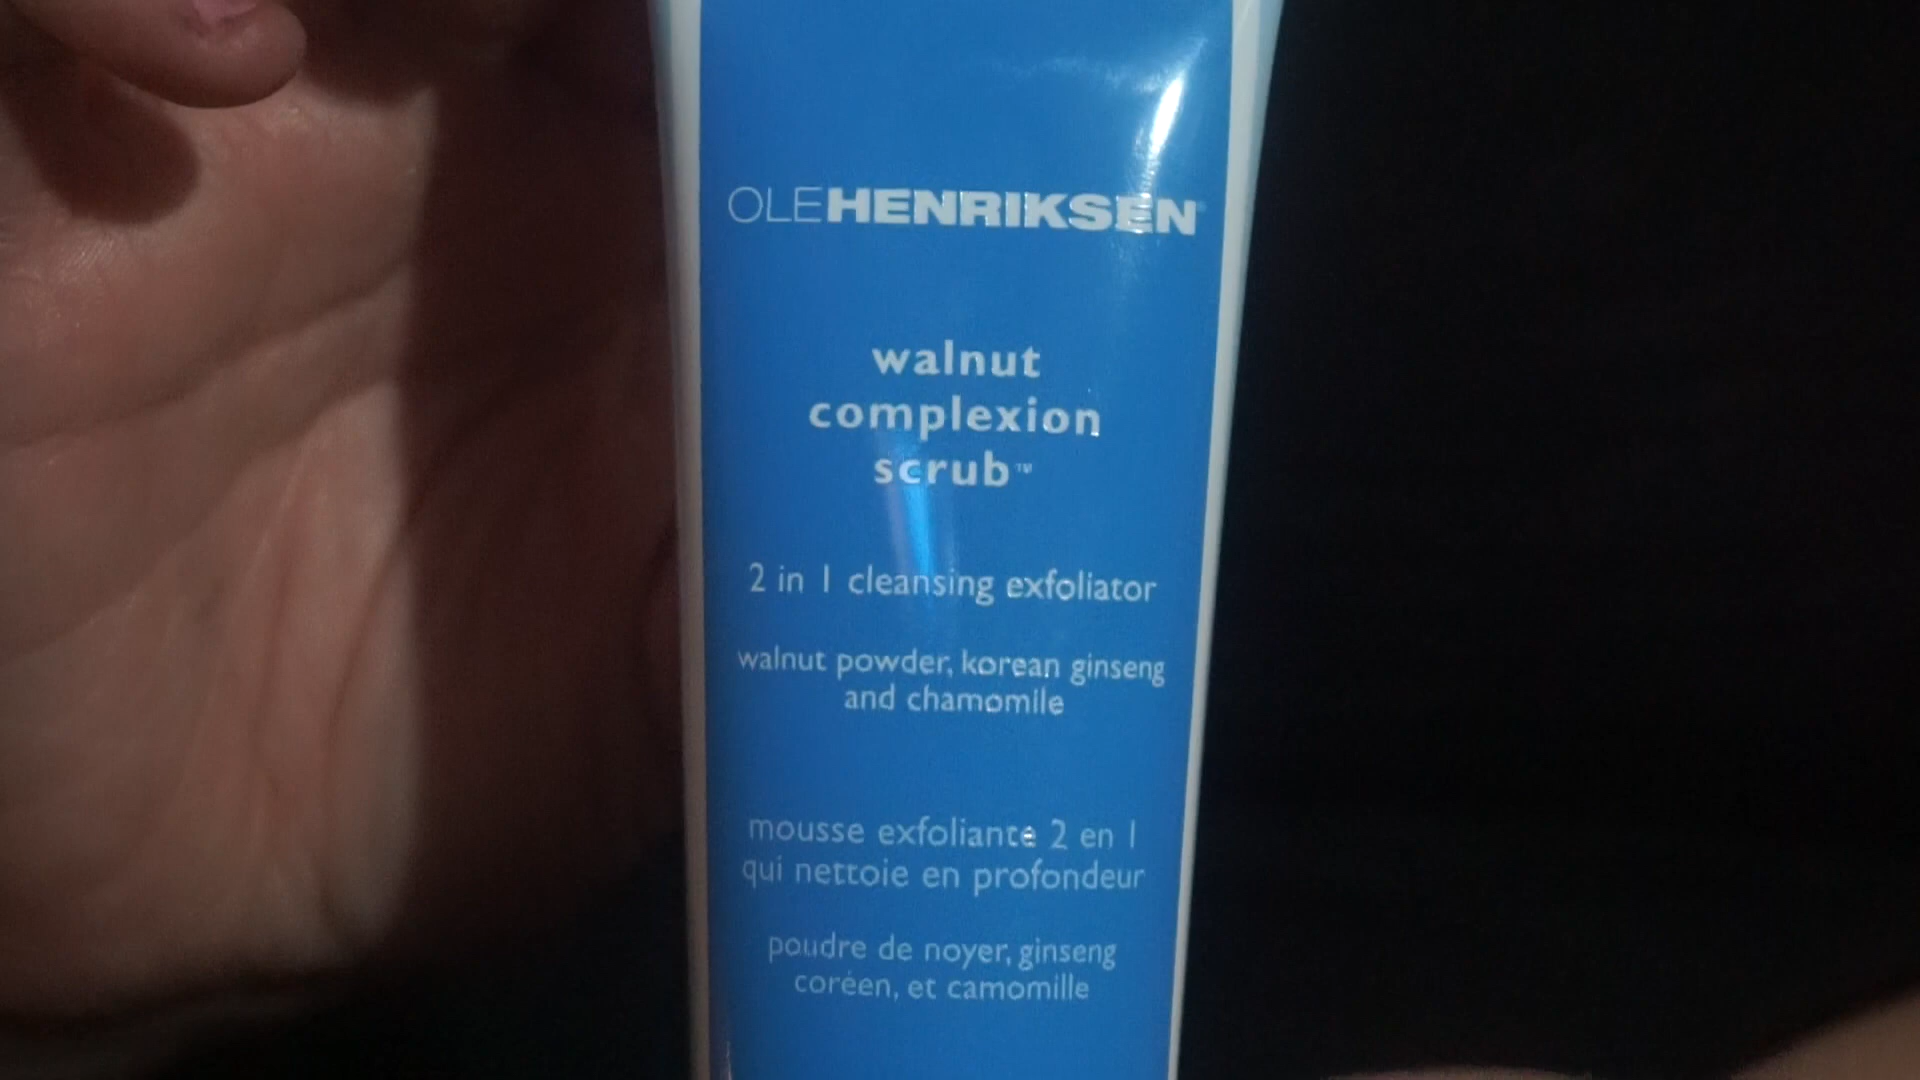 OLEHENRIKSEN®
walnut
complexion
scrub™
2 in 1 cleansing exfoliator
walnut powder, korean ginseng
and chamomile
mousse exfoliante 2 en 1
qui nettoie en profondeur
poudre de noyer, ginseng
coréen, et camomille